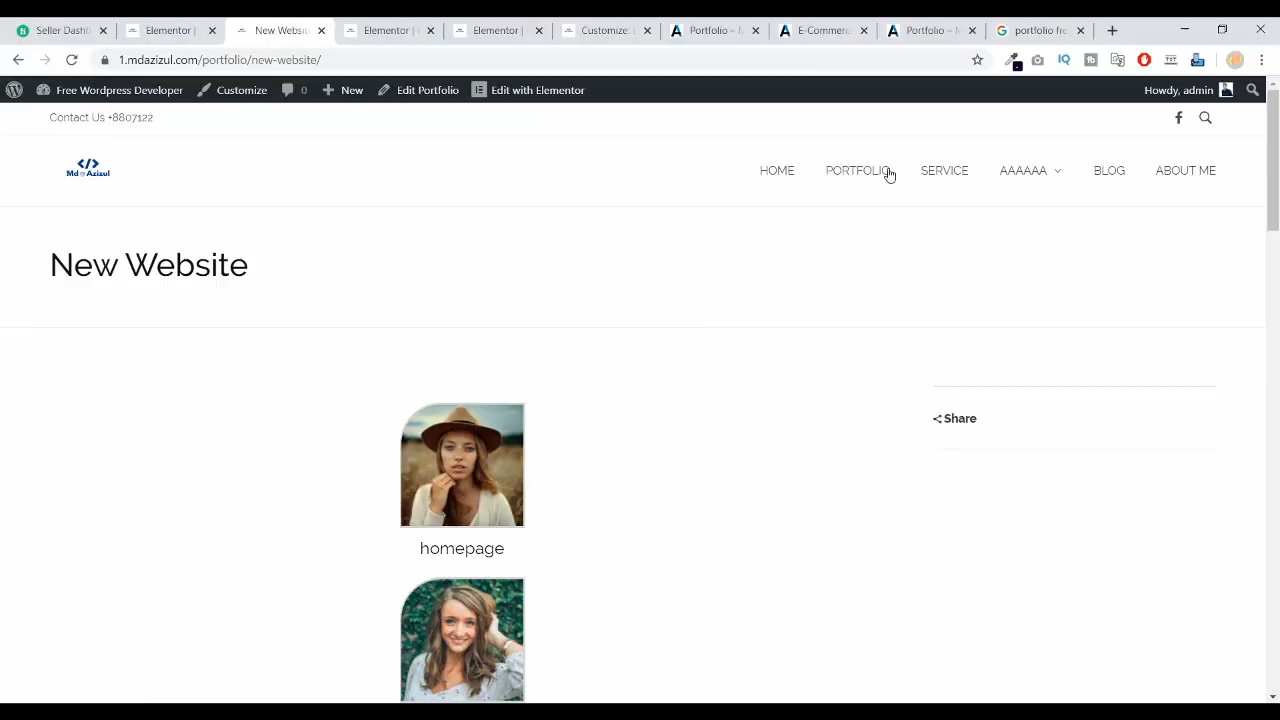 Seller Dashb
Elementor |
New Websi
Elementor |
Elementor |
Customize:
Portfolio –
E-Commerc
Portfolio –
portfolio fre
1.mdazizul.com/portfolio/new-website/
Free Wordpress Developer
Customize
0
New
Edit Portfolio
Edit with Elementor
Howdy, admin
Contact Us +8807122
</>
Md Azizul
HOME
PORTFOLIO
SERVICE
AAAAAA
BLOG
ABOUT ME
New Website
Share
homepage